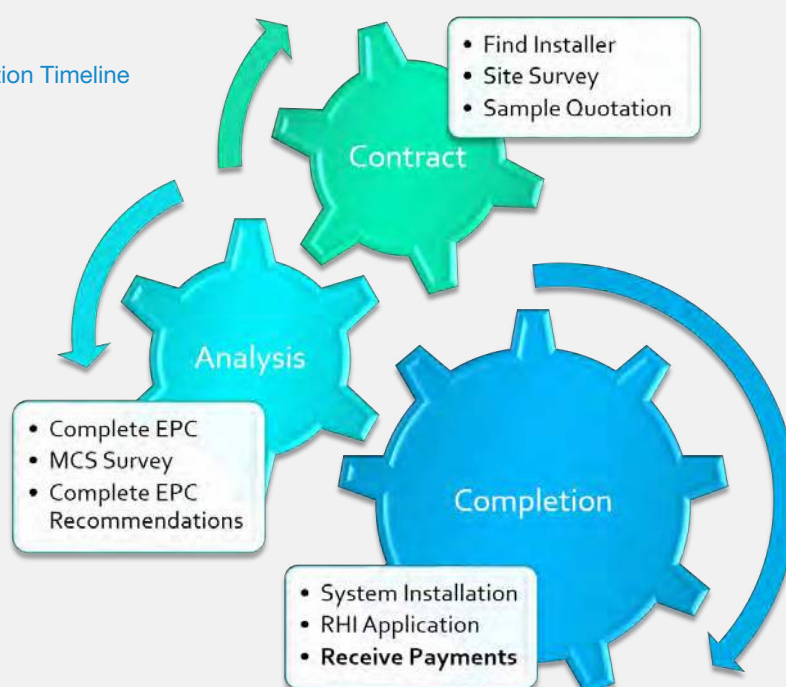 Timeline
• Find Installer
• Site Survey
• Sample Quotation
Contract
Analysis
• Complete EPC
• MCS Survey
• Complete EPC
Recommendations
Completion
• System Installation
• RHI Application
• Receive Payments